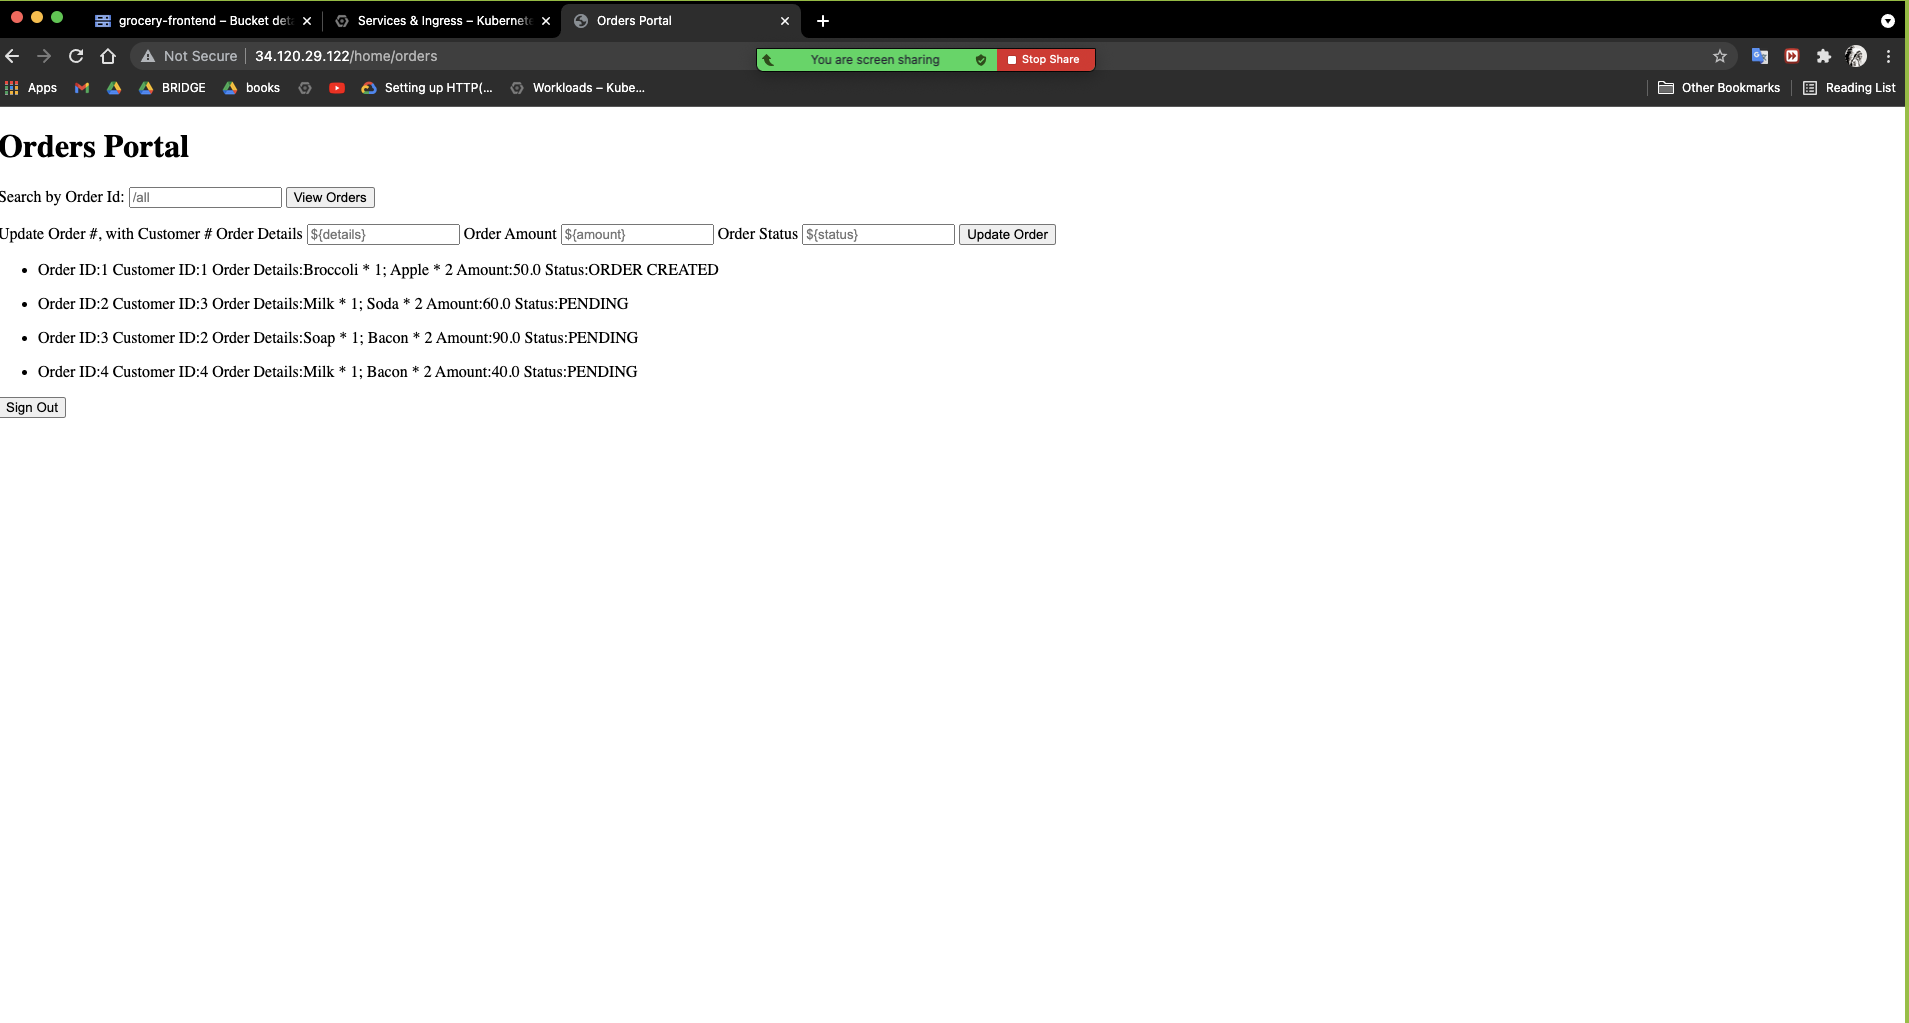 grocery-frontend – Bucket deta
Services & Ingress – Kubernete
Orders Portal
Not Secure
34.120.29.122/home/orders
You are screen sharing
Stop Share
Apps
BRIDGE
books
Setting up HTTP(...
Workloads – Kube...
Other Bookmarks
Reading List
Orders Portal
Search by Order Id: /all View Orders
Update Order #, with Customer # Order Details ${details} Order Amount ${amount} Order Status ${status} Update Order
• Order ID:1 Customer ID:1 Order Details:Broccoli * 1; Apple * 2 Amount:50.0 Status:ORDER CREATED
• Order ID:2 Customer ID:3 Order Details:Milk * 1; Soda * 2 Amount:60.0 Status:PENDING
• Order ID:3 Customer ID:2 Order Details:Soap * 1; Bacon * 2 Amount:90.0 Status:PENDING
• Order ID:4 Customer ID:4 Order Details:Milk * 1; Bacon * 2 Amount:40.0 Status:PENDING
Sign Out